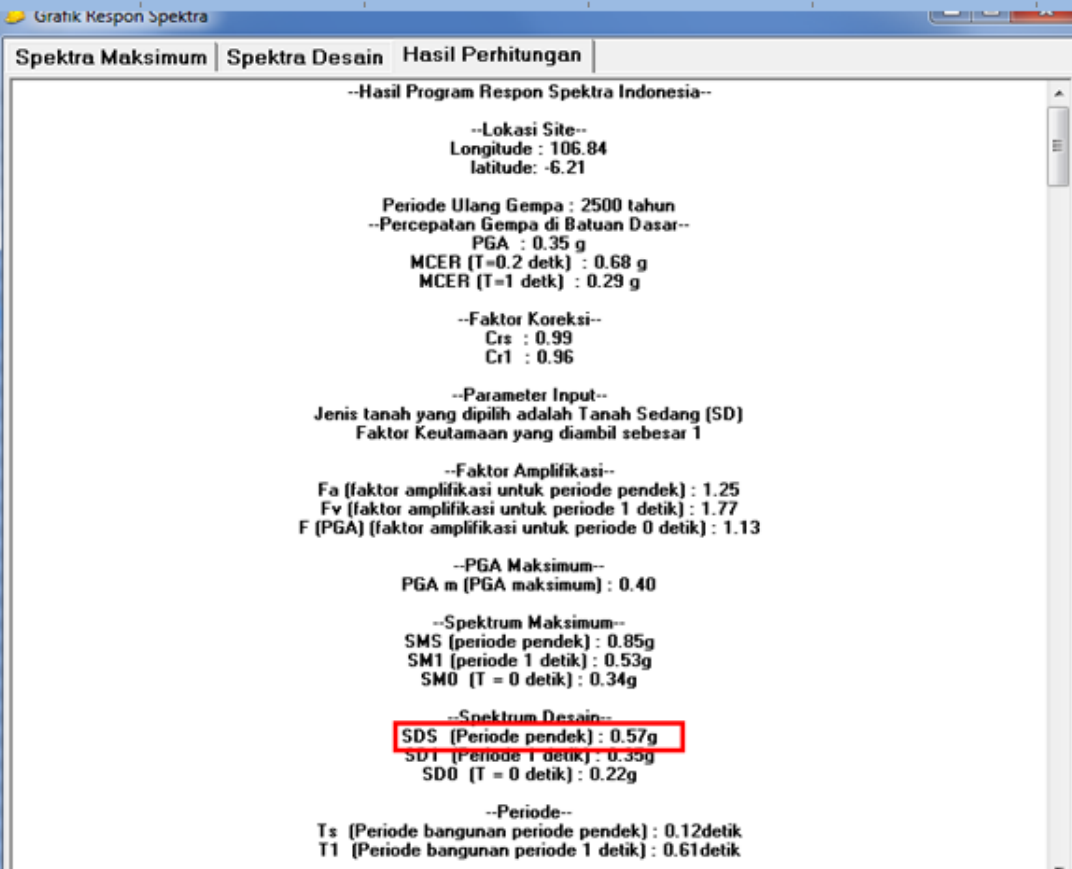 Grafik Respon Spektra
Spektra Maksimum Spektra Desain Hasil Perhitungan
--Hasil Program Respon Spektra Indonesia--
--Lokasi Site--
Longitude : 106.84
latitude: -6.21
Periode Ulang Gempa : 2500 tahun
--Percepatan Gempa di Batuan Dasar--
PGA : 0.35 g
MCER (T=0.2 detk) : 0.68 g
MCER (T=1 detk) : 0.29 g
--Faktor Koreksi--
Crs : 0.99
Cr1 : 0.96
--Parameter Input--
Jenis tanah yang dipilih adalah Tanah Sedang (SD)
Faktor Keutamaan yang diambil sebesar 1
--Faktor Amplifikasi--
Fa (faktor amplifikasi untuk periode pendek) : 1.25
Fv (faktor amplifikasi untuk periode 1 detik) : 1.77
F (PGA) (faktor amplifikasi untuk periode 0 detik) : 1.13
--PGA Maksimum--
PGA m (PGA maksimum) : 0.40
--Spektrum Maksimum--
SMS (periode pendek) : 0.85g
SM1 (periode 1 detik) : 0.53g
SM0 (T = 0 detik) : 0.34g
--Spektrum Desain--
SDS (Periode pendek) : 0.57g
SD1 (Periode 1 detik) : 0.35g
SD0 (T = 0 detik) : 0.22g
--Periode--
Ts (Periode bangunan periode pendek) : 0.12detik
T1 (Periode bangunan periode 1 detik) : 0.61detik